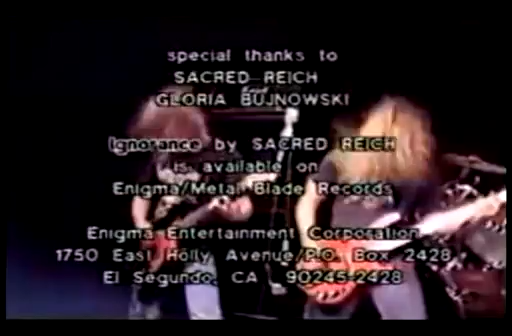 special thanks to
SACRED REICH
GLORIA BUJNOWSKI
Ignorance by SACRED REICH
is available on
Enigma/Metal Blade Records
Enigma Entertainment Corporation
1750 East Holly Avenue/P.O. Box 2428
El Segundo, CA 90245-2428